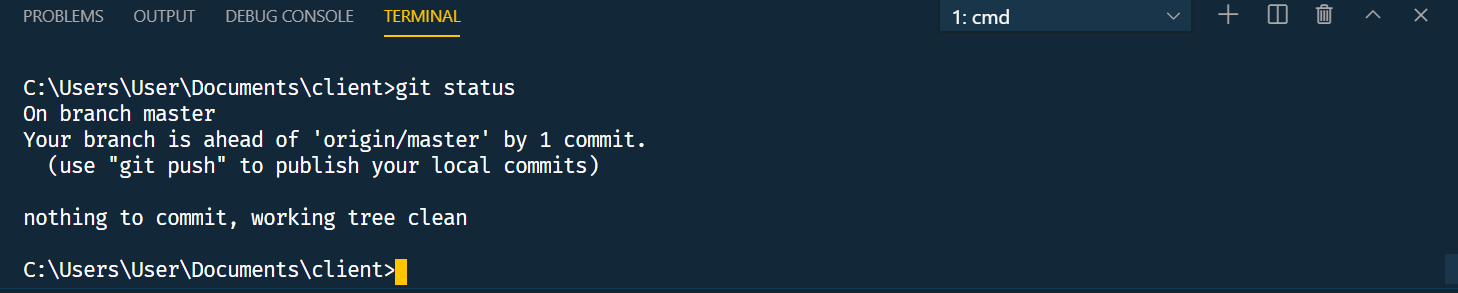 PROBLEMS OUTPUT DEBUG CONSOLE TERMINAL 1: cmd
C:\Users\User\Documents\client>git status
On branch master
Your branch is ahead of 'origin/master' by 1 commit.
  (use "git push" to publish your local commits)
nothing to commit, working tree clean
C:\Users\User\Documents\client>